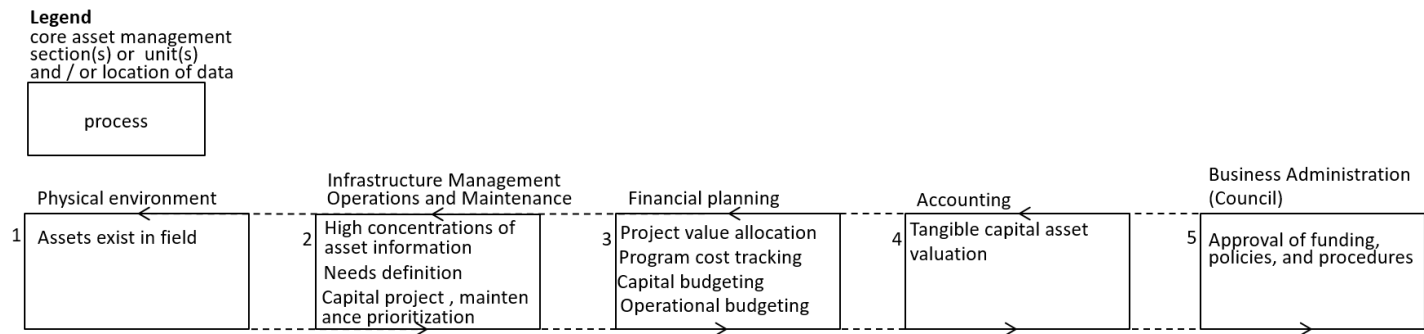 Legend
core asset management
section(s) or unit(s)
and / or location of data
process
Physical environment
1
Assets exist in field
Infrastructure Management
Operations and Maintenance
2
High concentrations of
asset information
Needs definition
Capital project , mainten
ance prioritization
Financial planning
3
Project value allocation
Program cost tracking
Capital budgeting
Operational budgeting
Accounting
4
Tangible capital asset
valuation
Business Administration
(Council)
5
Approval of funding,
policies, and procedures